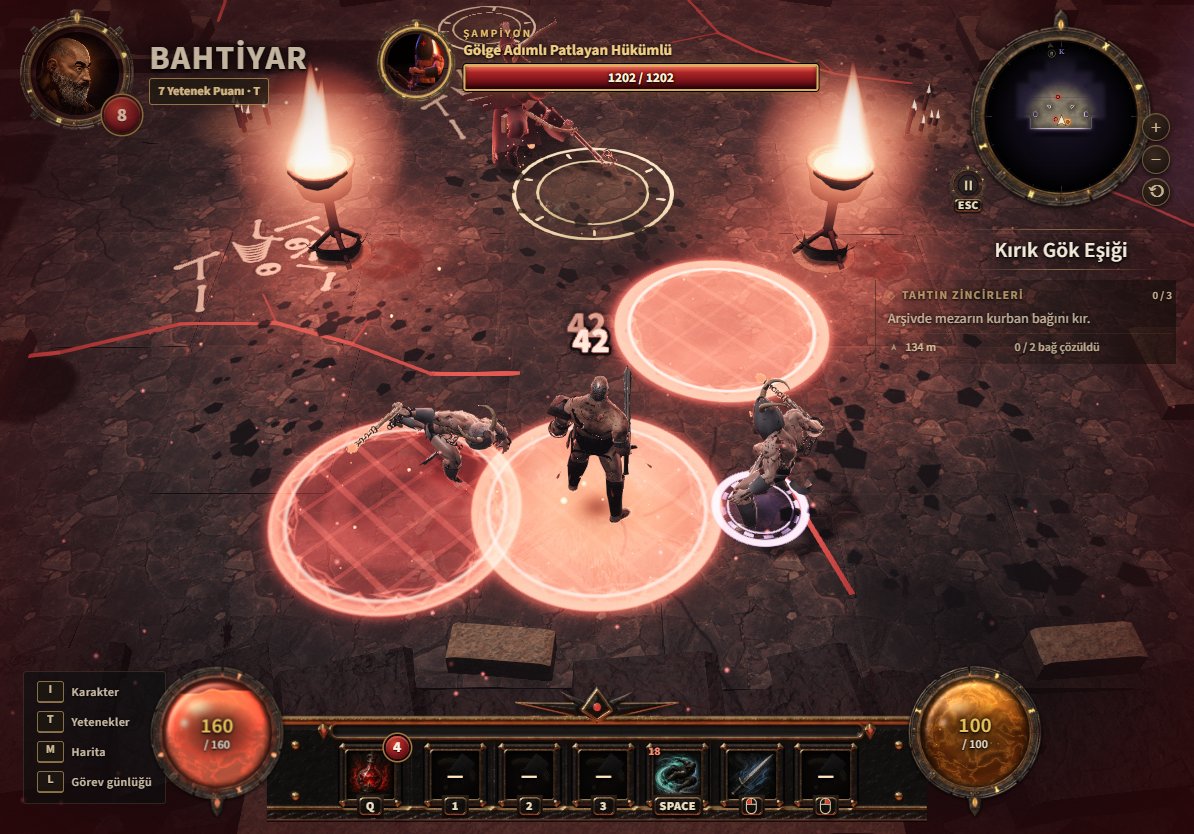 BAHTİYAR
7 Yetenek Puanı · T
8
ŞAMPİYON
Gölge Adımlı Patlayan Hükümlü
1202 / 1202
K
ESC
Kırık Gök Eşiği
TAHTIN ZİNCİRLERİ 0 / 3
Arşivde mezarın kurban bağını kır.
134 m 0 / 2 bağ çözüldü
42
42
I Karakter
T Yetenekler
M Harita
L Görev günlüğü
160
/ 160
4
18
Q 1 2 3 SPACE
100
/ 100